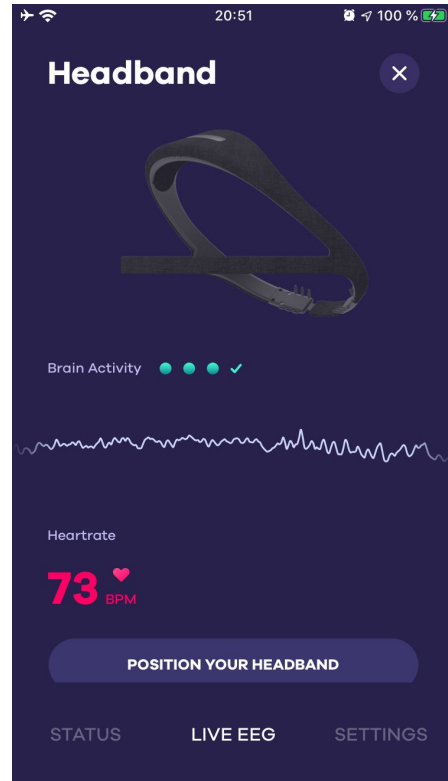 20:51
100 %
Headband
Brain Activity
Heartrate
73 BPM
POSITION YOUR HEADBAND
STATUS LIVE EEG SETTINGS